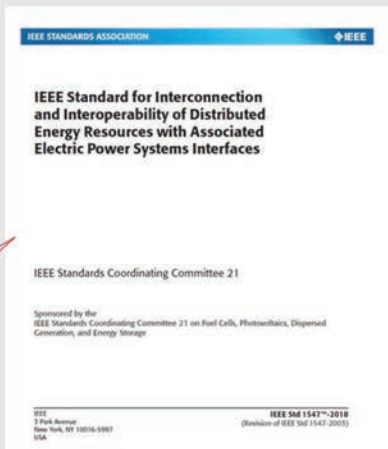 IEEE STANDARDS ASSOCIATION
IEEE
IEEE Standard for Interconnection
and Interoperability of Distributed
Energy Resources with Associated
Electric Power Systems Interfaces
IEEE Standards Coordinating Committee 21
Sponsored by the
IEEE Standards Coordinating Committee 21 on Fuel Cells, Photovoltaics, Dispersed
Generation, and Energy Storage
IEEE
3 Park Avenue
New York, NY 10016-5997
USA
IEEE Std 1547™-2018
(Revision of IEEE Std 1547-2003)